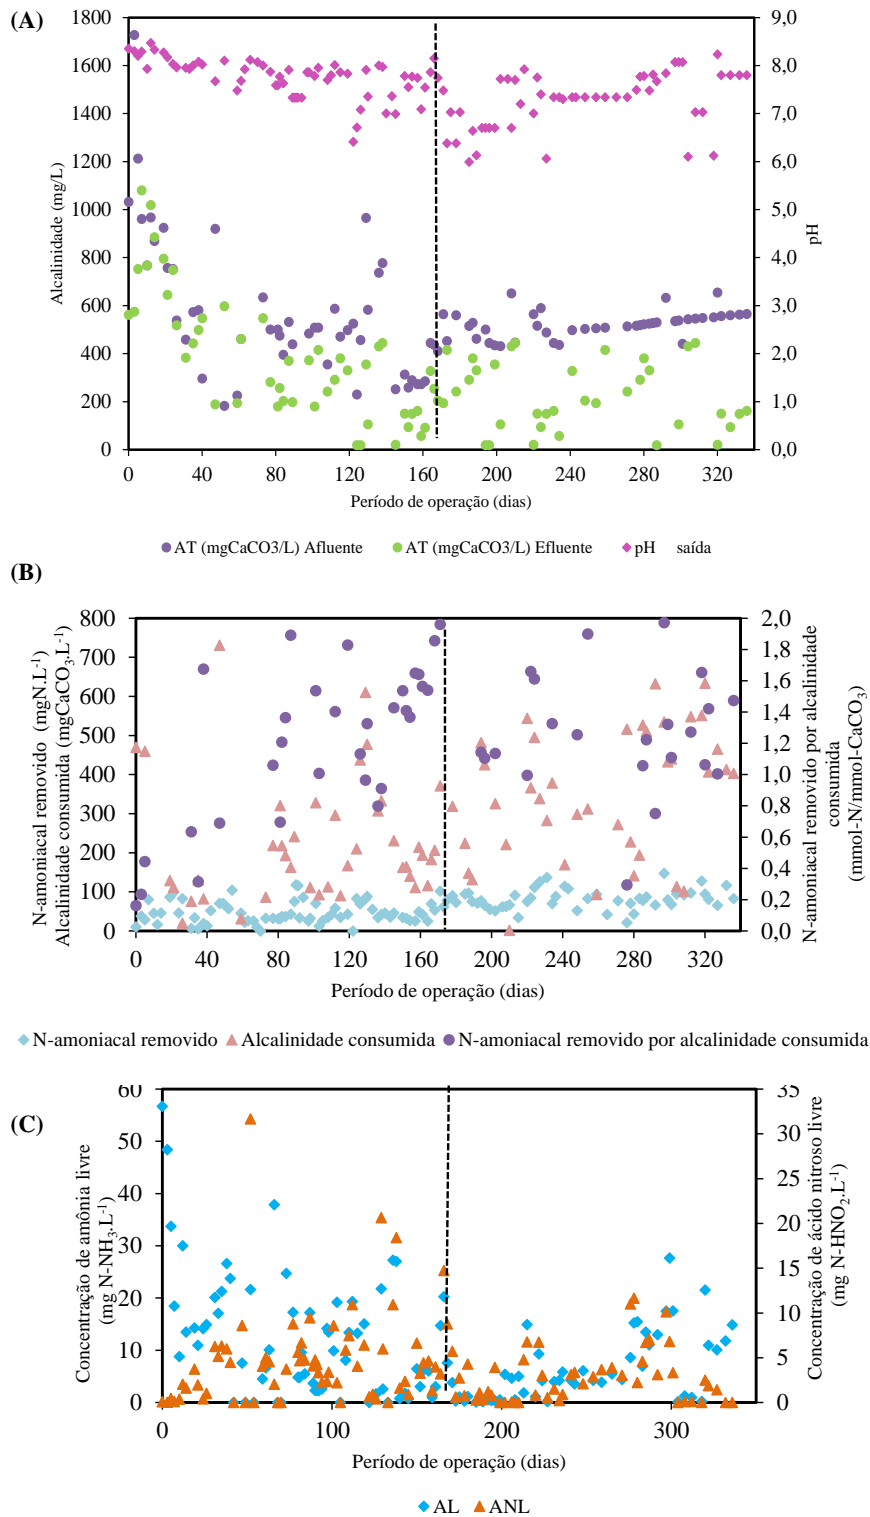 (A)
Alcalinidade (mg/L)
1800
1600
1400
1200
1000
800
600
400
200
0
9,0
8,0
7,0
6,0
5,0
4,0
3,0
2,0
1,0
0,0
pH
0 40 80 120 160 200 240 280 320
Período de operação (dias)
AT (mgCaCO3/L) Afluente AT (mgCaCO3/L) Efluente pH saída
(B)
N-amoniacal removido (mgN.L-1)
Alcalinidade consumida (mgCaCO3.L-1)
800
700
600
500
400
300
200
100
0
2,0
1,8
1,6
1,4
1,2
1,0
0,8
0,6
0,4
0,2
0,0
N-amoniacal removido por alcalinidade
consumida
(mmol-N/mmol-CaCO3)
0 40 80 120 160 200 240 280 320
Período de operação (dias)
N-amoniacal removido Alcalinidade consumida N-amoniacal removido por alcalinidade consumida
(C)
Concentração de amônia livre
(mg N-NH3.L-1)
60
50
40
30
20
10
0
35
30
25
20
15
10
5
0
Concentração de ácido nitroso livre
(mg N-HNO2.L-1)
0 100 200 300
Período de operação (dias)
AL ANL